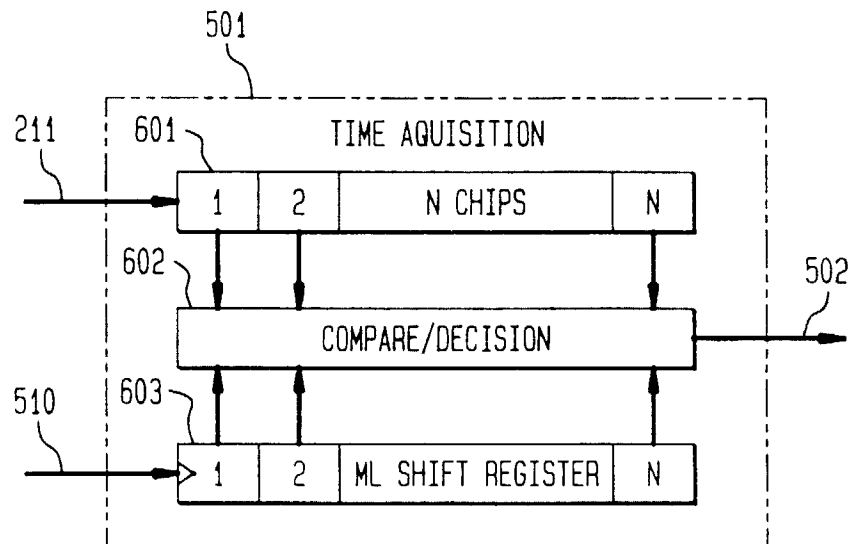 501
TIME AQUISITION
211
601
1 2 N CHIPS N
602
COMPARE/DECISION
502
603
510
1 2 ML SHIFT REGISTER N